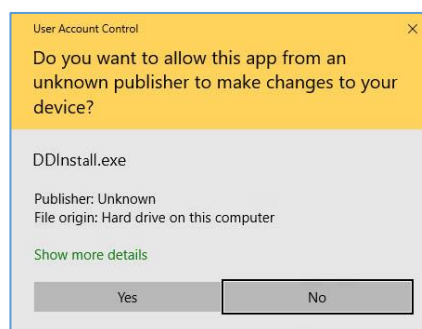 User Account Control
Do you want to allow this app from an
unknown publisher to make changes to your
device?
DDInstall.exe
Publisher: Unknown
File origin: Hard drive on this computer
Show more details
Yes
No